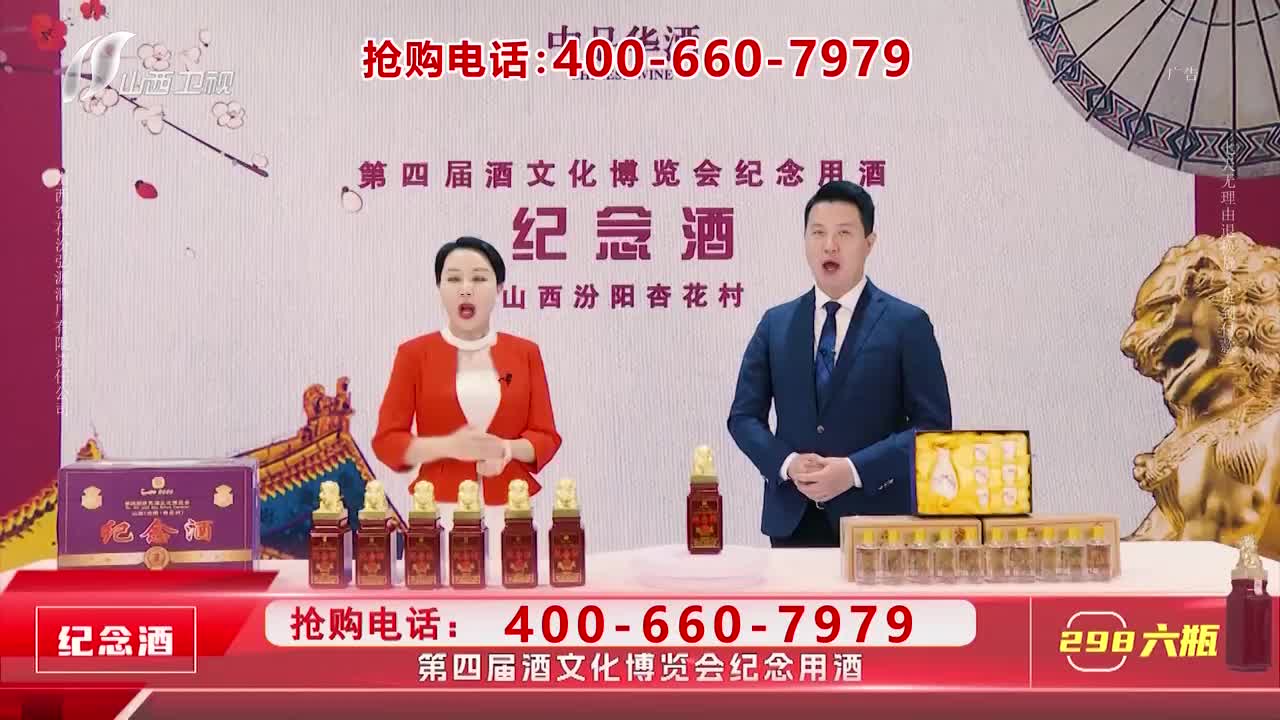 抢购电话:400-660-7979
山西卫视
广告
第四届酒文化博览会纪念用酒
纪念酒
山西汾阳杏花村
纪念酒
抢购电话: 400-660-7979
纪念酒
298六瓶
第四届酒文化博览会纪念用酒